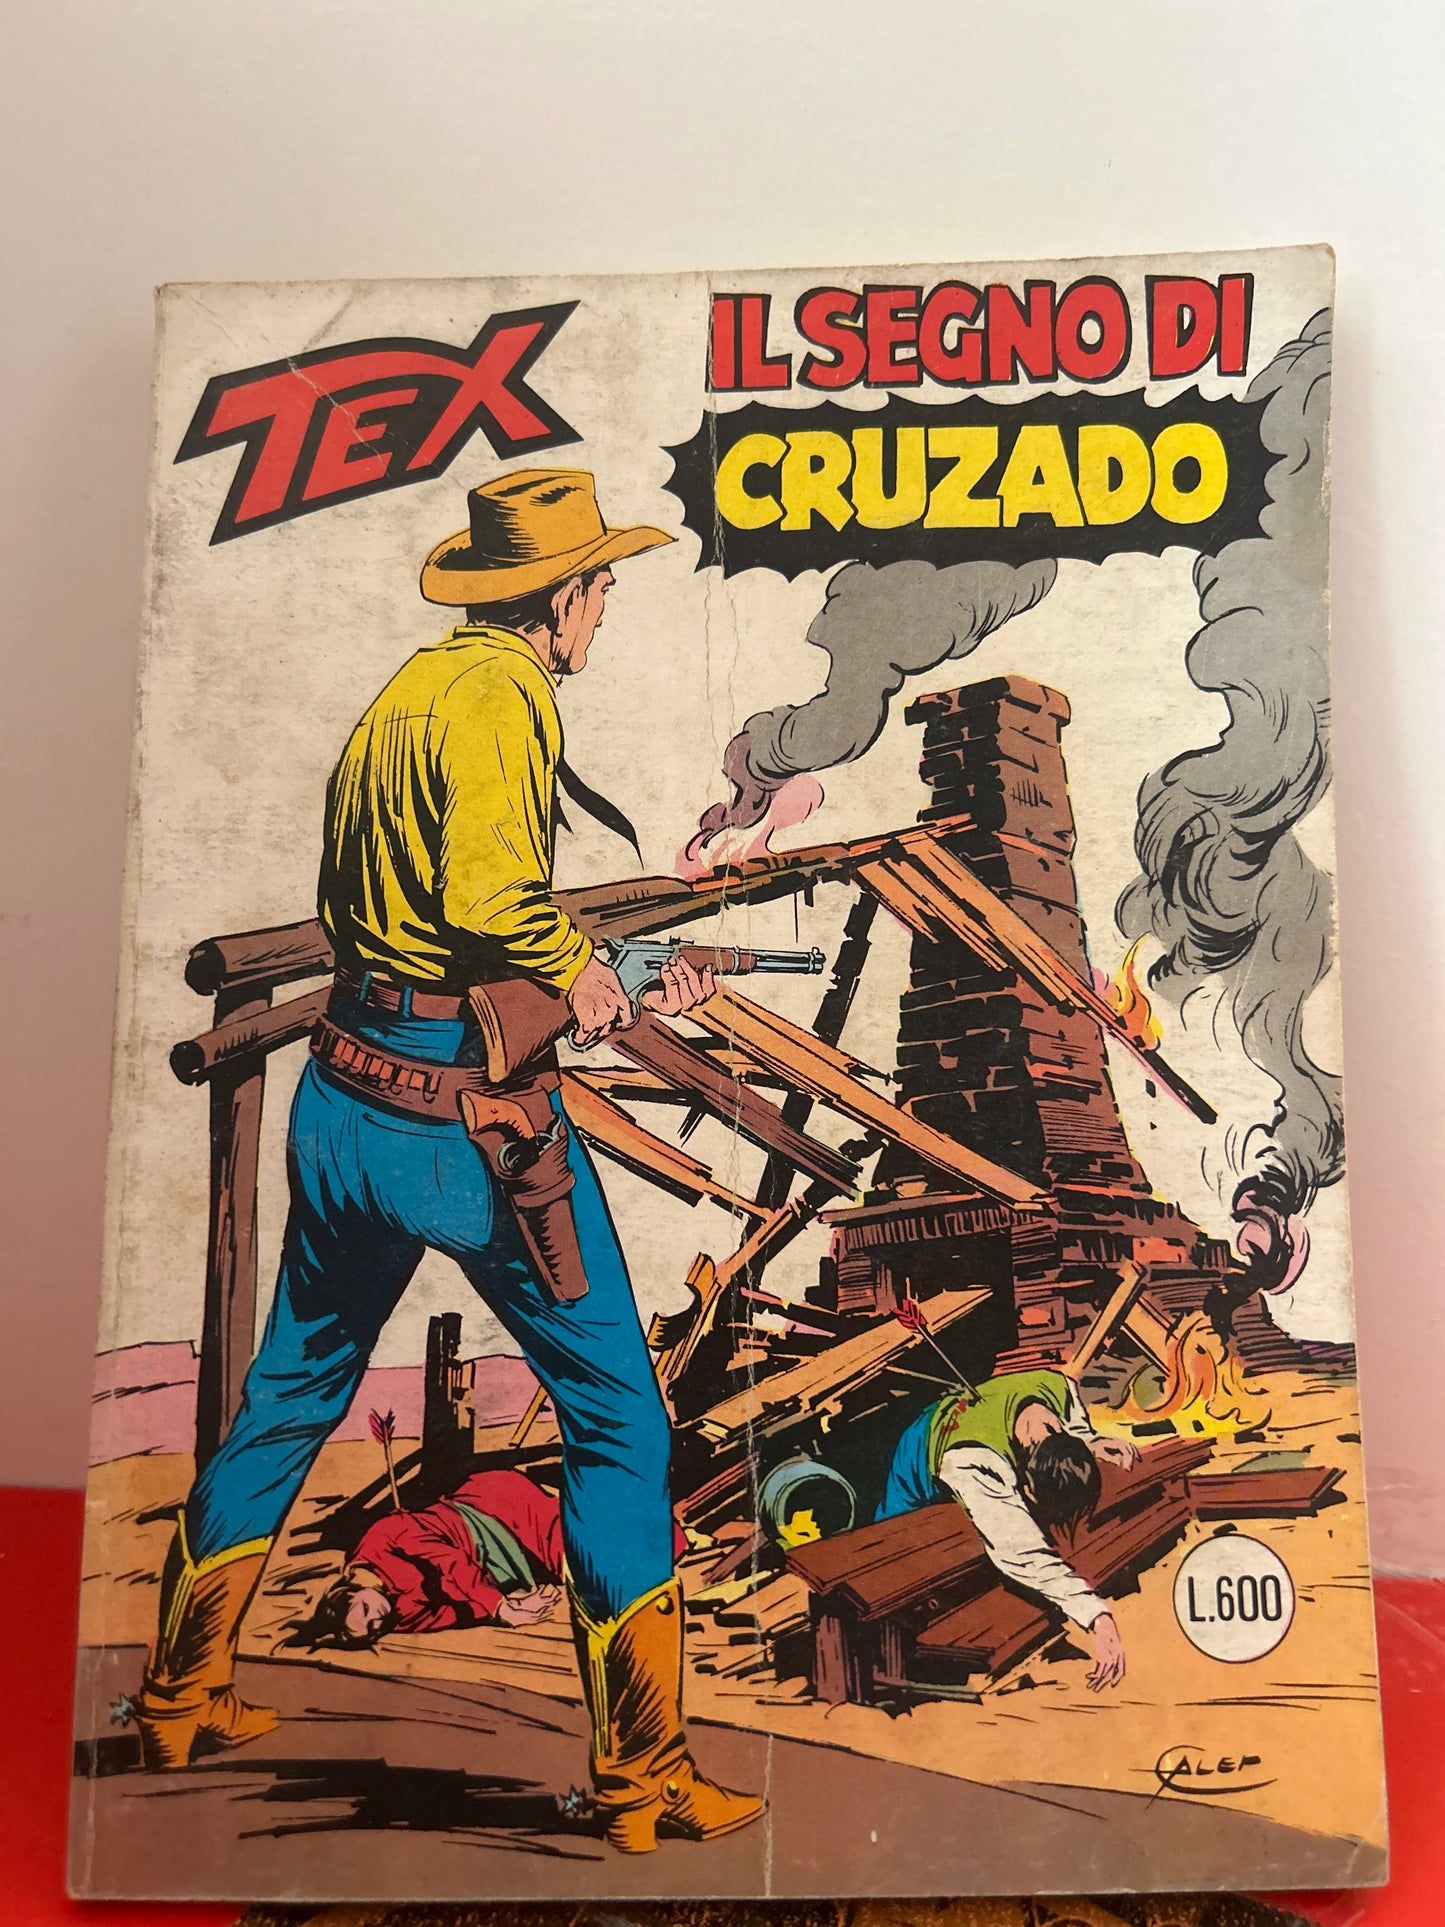 TEX
IL SEGNO DI
CRUZADO
L.600
GALEP